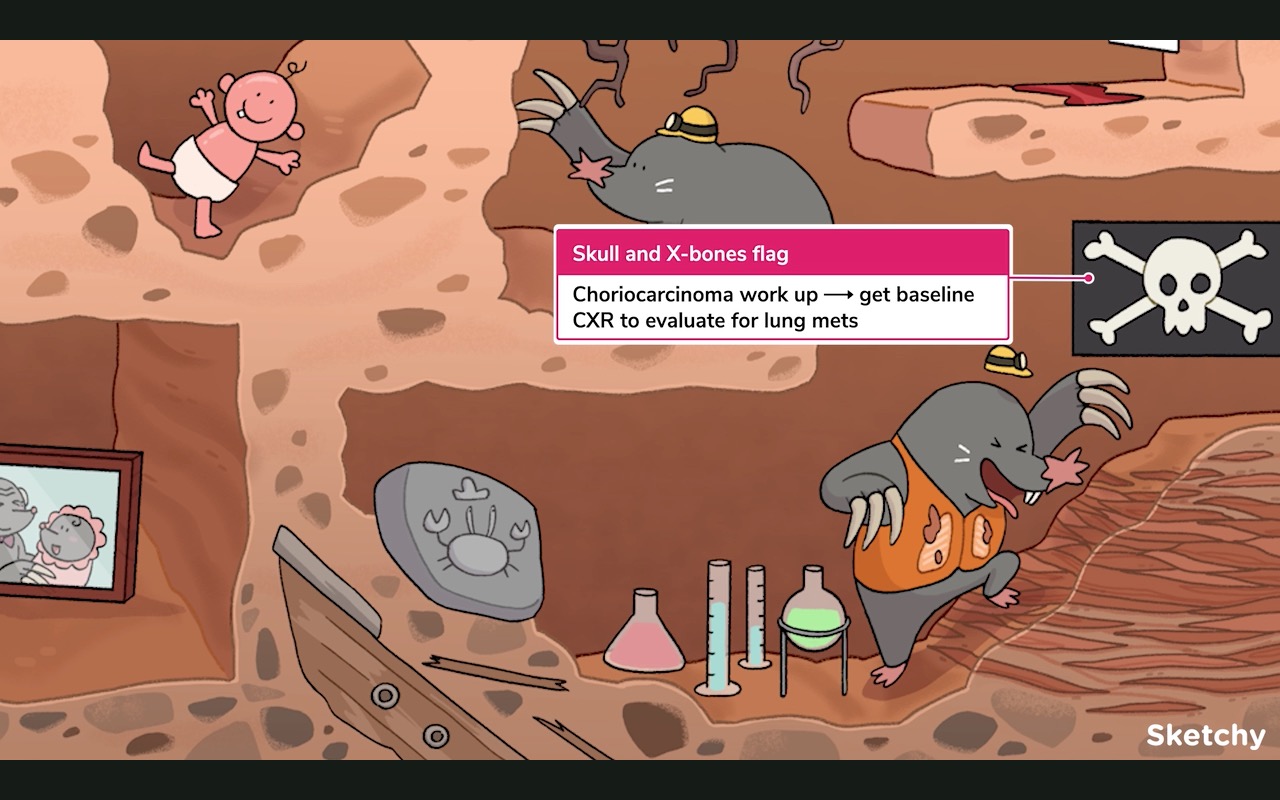 Skull and X-bones flag
Choriocarcinoma work up ⟶ get baseline
CXR to evaluate for lung mets
Sketchy